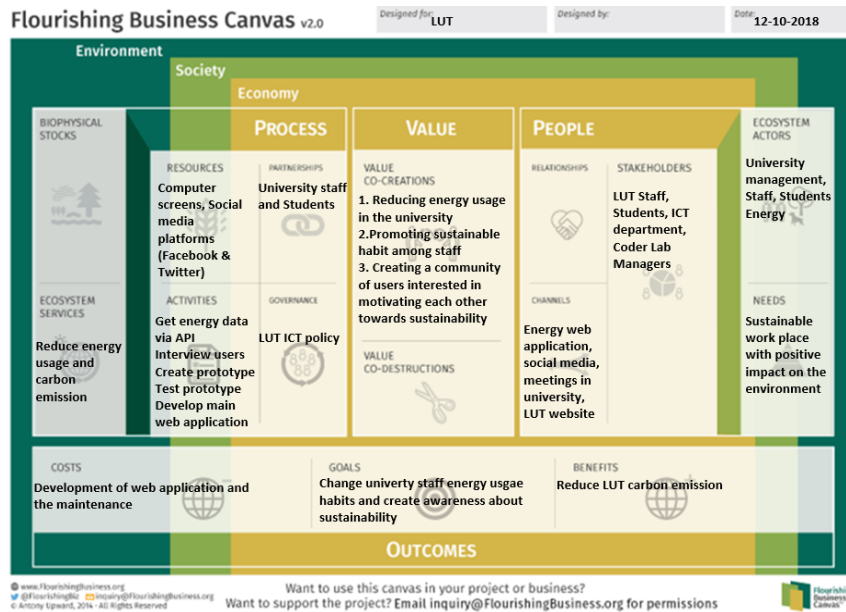 Flourishing Business Canvas v2.0
Designed for:
LUT
Designed by:
Date:
12-10-2018
Environment
Society
Economy
BIOPHYSICAL
STOCKS
PROCESS
VALUE
PEOPLE
ECOSYSTEM
ACTORS
RESOURCES
Computer
screens, Social
media
platforms
(Facebook &
Twitter)
PARTNERSHIPS
University staff
and Students
VALUE
CO-CREATIONS
1. Reducing energy usage
in the university
2.Promoting sustainable
habit among staff
3. Creating a community
of users interested in
motivating each other
towards sustainability
RELATIONSHIPS
STAKEHOLDERS
LUT Staff,
Students, ICT
department,
Coder Lab
Managers
University
management,
Staff, Students
Energy
ECOSYSTEM
SERVICES
Reduce energy
usage and
carbon
emission
ACTIVITIES
Get energy data
via API
Interview users
Create prototype
Test prototype
Develop main
web application
GOVERNANCE
LUT ICT policy
VALUE
CO-DESTRUCTIONS
CHANNELS
Energy web
application,
social media,
meetings in
university,
LUT website
NEEDS
Sustainable
work place
with positive
impact on the
environment
COSTS
Development of web application and
the maintenance
GOALS
Change univerty staff energy usgae
habits and create awareness about
sustainability
BENEFITS
Reduce LUT carbon emission
OUTCOMES
www.FlourishingBusiness.org
@FlourishingBiz inquiry@FlourishingBusiness.org
© Antony Upward, 2014 - All Rights Reserved
Want to use this canvas in your project or business?
Want to support the project? Email inquiry@FlourishingBusiness.org for permissions
Flourishi
Business
Canvas